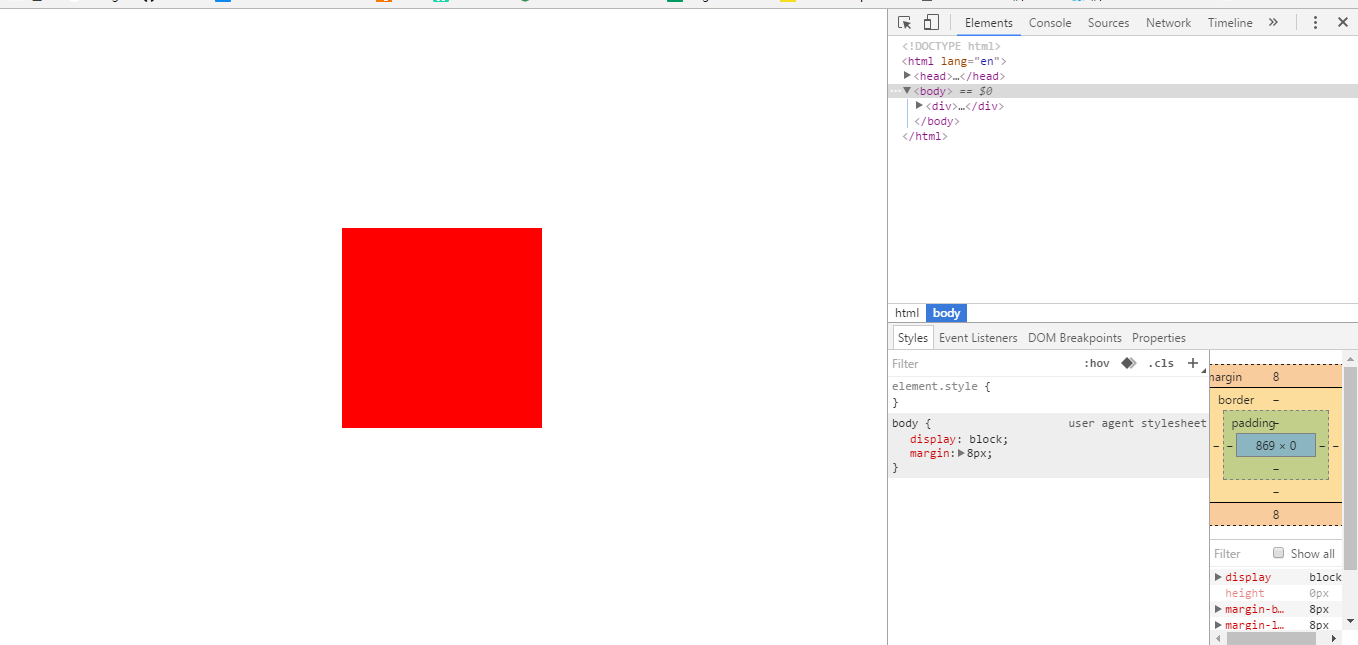 Elements Console Sources Network Timeline »
<!DOCTYPE html>
<html lang="en">
<head>…</head>
<body> == $0
<div>…</div>
</body>
</html>
html body
Styles Event Listeners DOM Breakpoints Properties
Filter :hov .cls +
element.style {
}
body { user agent stylesheet
display: block;
margin: 8px;
}
margin 8
border –
padding –
– – 869 × 0 – –
–
–
8
Filter Show all
display block
height 0px
margin-b… 8px
margin-l… 8px